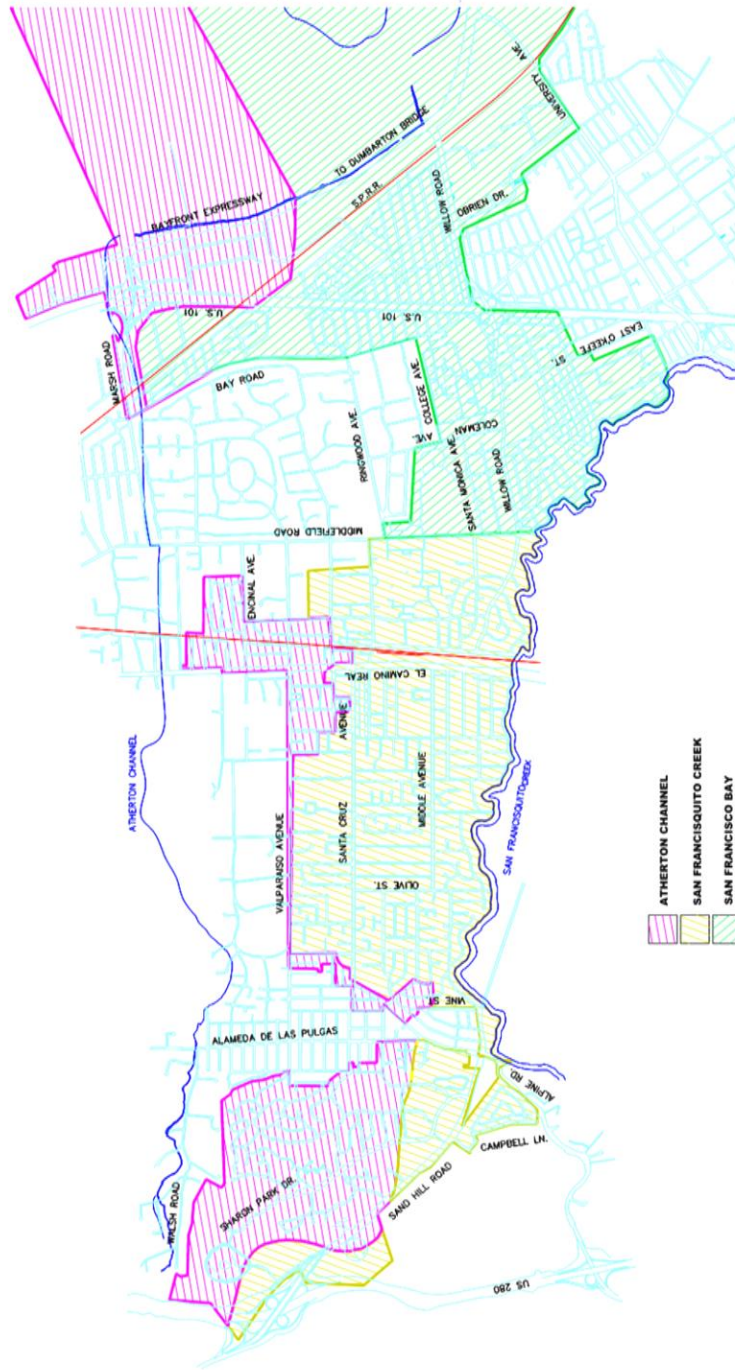 BAYFRONT EXPRESSWAY
TO DUMBARTON BRIDGE
UNIVERSITY
AVE.
S.P.R.R.
WILLOW ROAD
OBRIEN DR.
MARSH ROAD
U.S. 101
U.S. 101
EAST O'KEEFE
ST.
BAY ROAD
RINGWOOD AVE.
COLLEGE AVE.
COLEMAN
AVE.
SANTA MONICA AVE.
WILLOW ROAD
MIDDLEFIELD ROAD
ENCINAL AVE.
EL CAMINO REAL
ATHERTON CHANNEL
VALPARAISO AVENUE
SANTA CRUZ
AVENUE
MIDDLE AVENUE
OLIVE ST.
SAN FRANCISQUITO CREEK
VINE ST.
ALAMEDA DE LAS PULGAS
ALPINE RD.
CAMPBELL LN.
SAND HILL ROAD
SHARON PARK DR.
WALSH ROAD
US 280
ATHERTON CHANNEL
SAN FRANCISQUITO CREEK
SAN FRANCISCO BAY